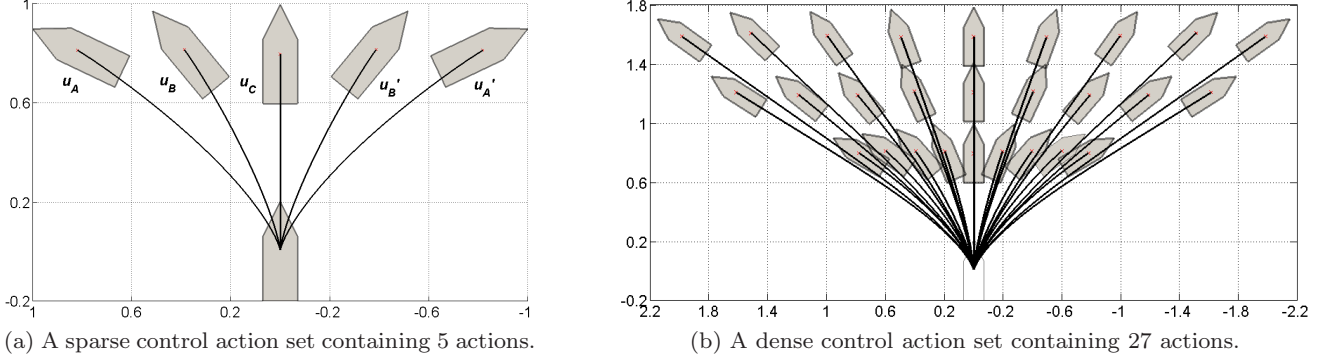 1
0.6
0.2
-0.2
1 0.6 0.2 -0.2 -0.6 -1
u_A u_B u_C u_B' u_A'
(a) A sparse control action set containing 5 actions.
1.8
1.4
1
0.6
0.2
-0.2
2.2 1.8 1.4 1 0.6 0.2 -0.2 -0.6 -1 -1.4 -1.8 -2.2
(b) A dense control action set containing 27 actions.